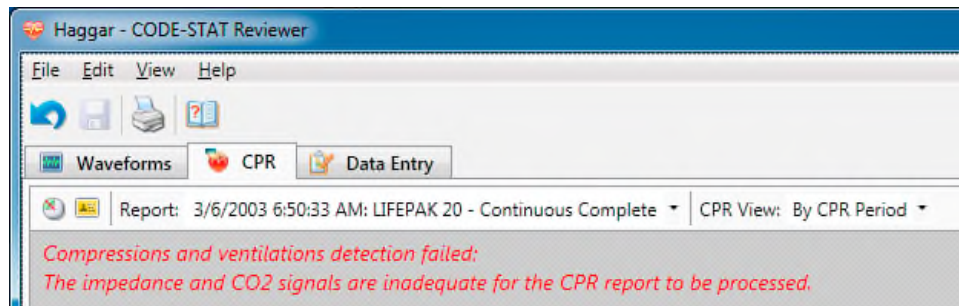 Haggar - CODE-STAT Reviewer
File Edit View Help
Waveforms CPR Data Entry
Report: 3/6/2003 6:50:33 AM: LIFEPAK 20 - Continuous Complete CPR View: By CPR Period
Compressions and ventilations detection failed:
The impedance and CO2 signals are inadequate for the CPR report to be processed.